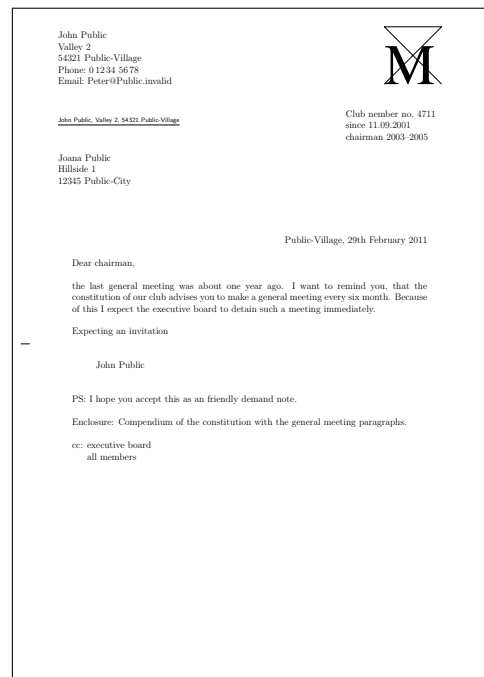 John Public
Valley 2
54321 Public-Village
Phone: 0 12 34 56 78
Email: Peter@Public.invalid
M
John Public, Valley 2, 54321 Public-Village
Club nember no. 4711
since 11.09.2001
chairman 2003–2005
Joana Public
Hillside 1
12345 Public-City
Public-Village, 29th February 2011
Dear chairman,
the last general meeting was about one year ago. I want to remind you, that the
constitution of our club advises you to make a general meeting every six month. Because
of this I expect the executive board to detain such a meeting immediately.
Expecting an invitation
John Public
PS: I hope you accept this as an friendly demand note.
Enclosure: Compendium of the constitution with the general meeting paragraphs.
cc: executive board
all members